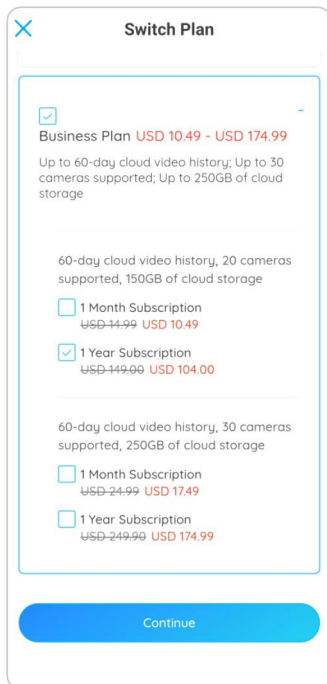 Switch Plan
Business Plan USD 10.49 - USD 174.99
Up to 60-day cloud video history; Up to 30
cameras supported; Up to 250GB of cloud
storage
60-day cloud video history, 20 cameras
supported, 150GB of cloud storage
1 Month Subscription
USD 14.99 USD 10.49
1 Year Subscription
USD 149.00 USD 104.00
60-day cloud video history, 30 cameras
supported, 250GB of cloud storage
1 Month Subscription
USD 24.99 USD 17.49
1 Year Subscription
USD 249.90 USD 174.99
Continue